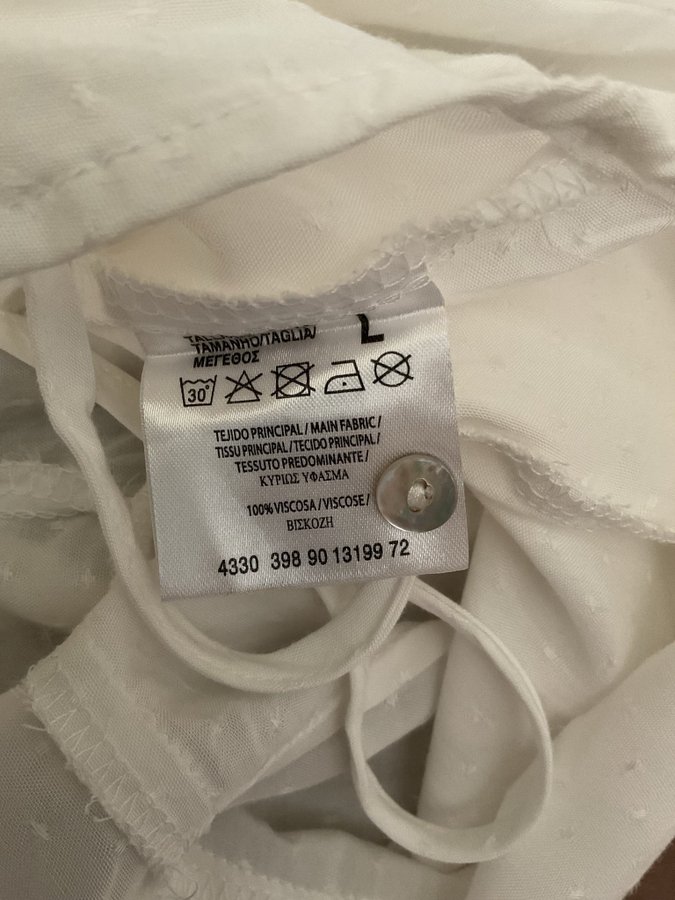 TAMANHO/TAGLIA/ L
ΜΕΓΕΘΟΣ
30°
TEJIDO PRINCIPAL / MAIN FABRIC/
TISSU PRINCIPAL / TECIDO PRINCIPAL/
TESSUTO PREDOMINANTE /
ΚΥΡΙΩΣ ΥΦΑΣΜΑ
100% VISCOSA / VISCOSE/
ΒΙΣΚΟΖΗ
4330 398 90 13199 72